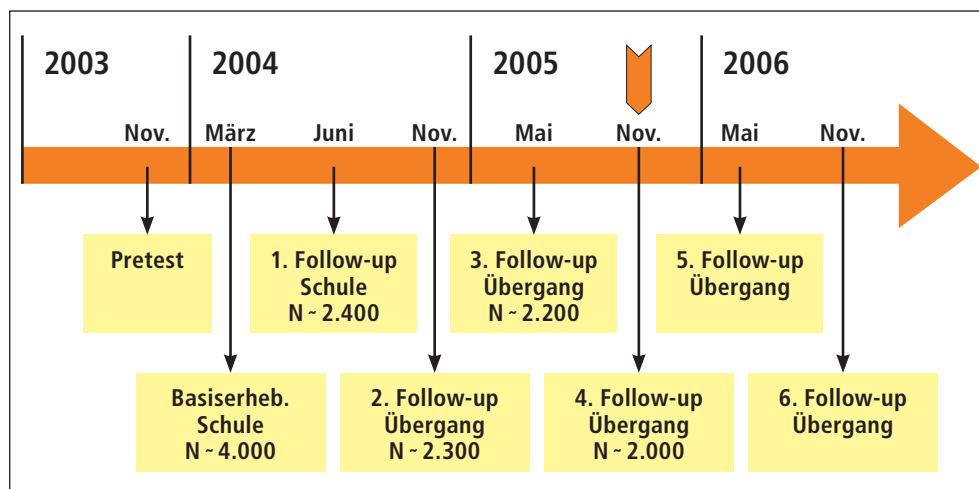 2003
2004
2005
2006
Nov.
März
Juni
Nov.
Mai
Nov.
Mai
Nov.
Pretest
1. Follow-up
Schule
N ~ 2.400
3. Follow-up
Übergang
N ~ 2.200
5. Follow-up
Übergang
Basiserheb.
Schule
N ~ 4.000
2. Follow-up
Übergang
N ~ 2.300
4. Follow-up
Übergang
N ~ 2.000
6. Follow-up
Übergang